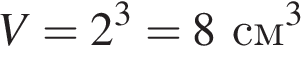 V = 2³ = 8 см³